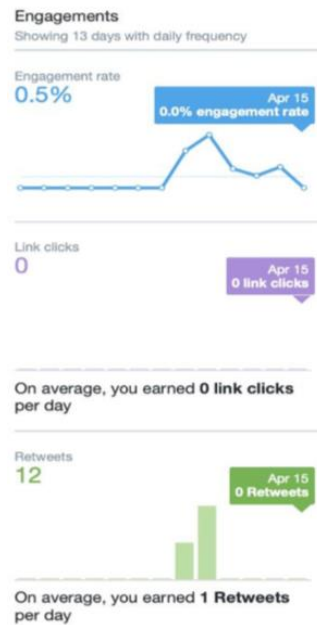 Engagements
Showing 13 days with daily frequency
Engagement rate
0.5%
Apr 15
0.0% engagement rate
Link clicks
0
Apr 15
0 link clicks
On average, you earned 0 link clicks
per day
Retweets
12
Apr 15
0 Retweets
On average, you earned 1 Retweets
per day